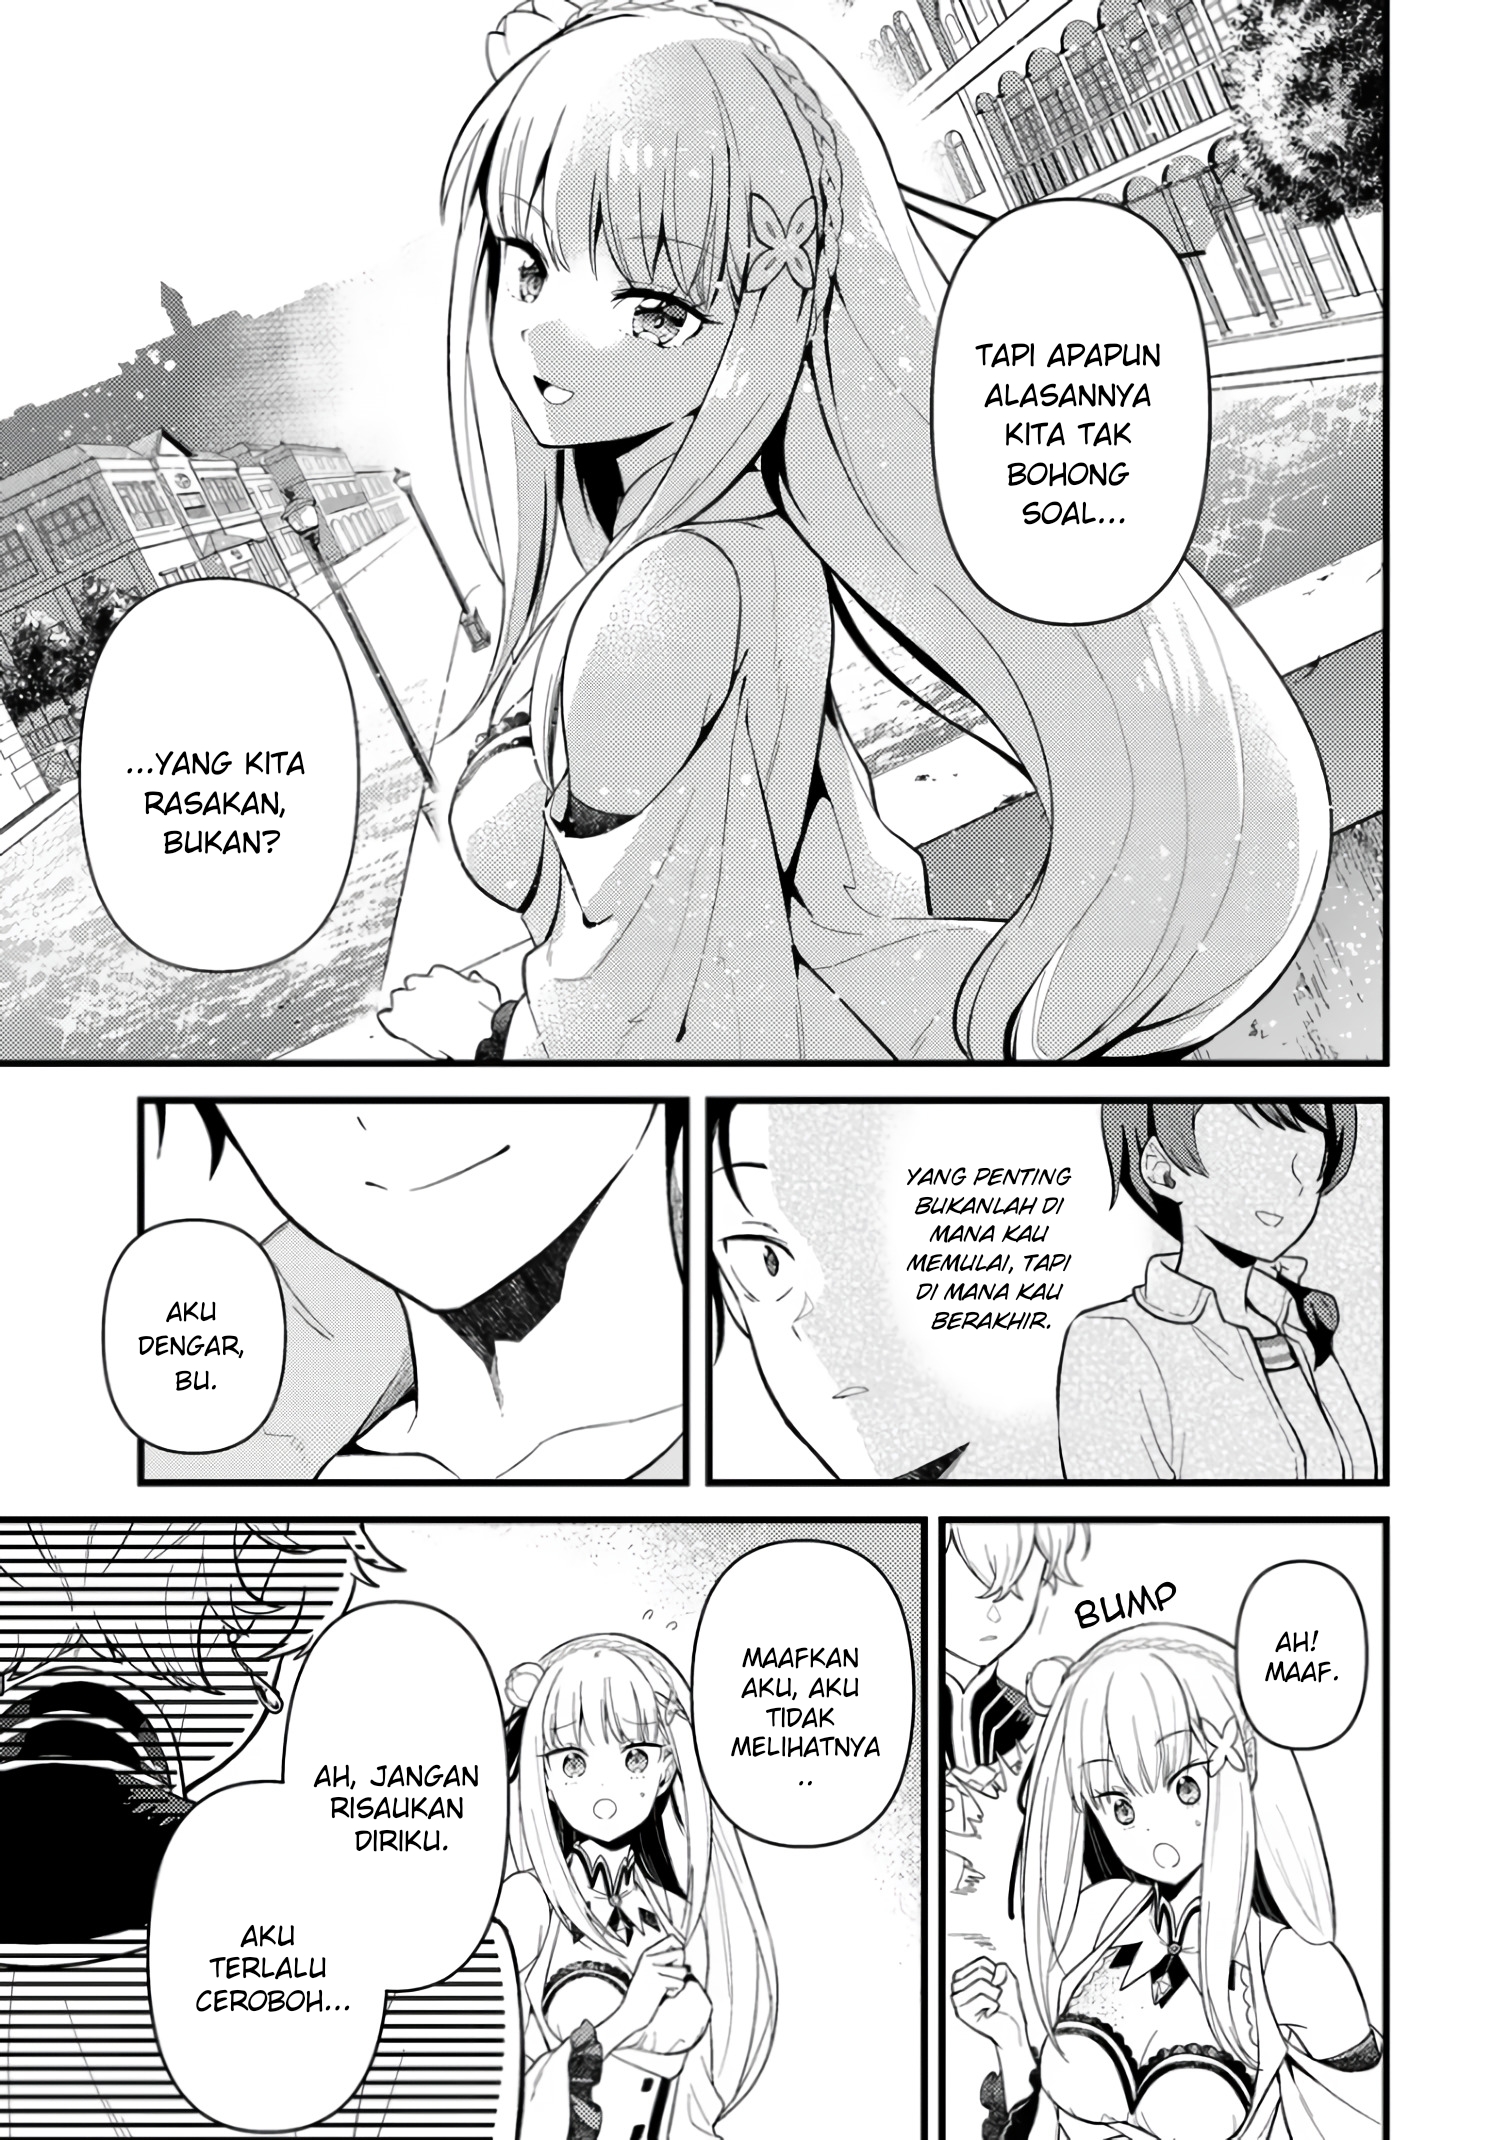 TAPI APAPUN
ALASANNYA
KITA TAK
BOHONG
SOAL...
...YANG KITA
RASAKAN,
BUKAN?
YANG PENTING
BUKANLAH DI
MANA KAU
MEMULAI, TAPI
DI MANA KAU
BERAKHIR.
AKU
DENGAR,
BU.
BUMP
AH!
MAAF.
MAAFKAN
AKU, AKU
TIDAK
MELIHATNYA
..
AH, JANGAN
RISAUKAN
DIRIKU.
AKU
TERLALU
CEROBOH...